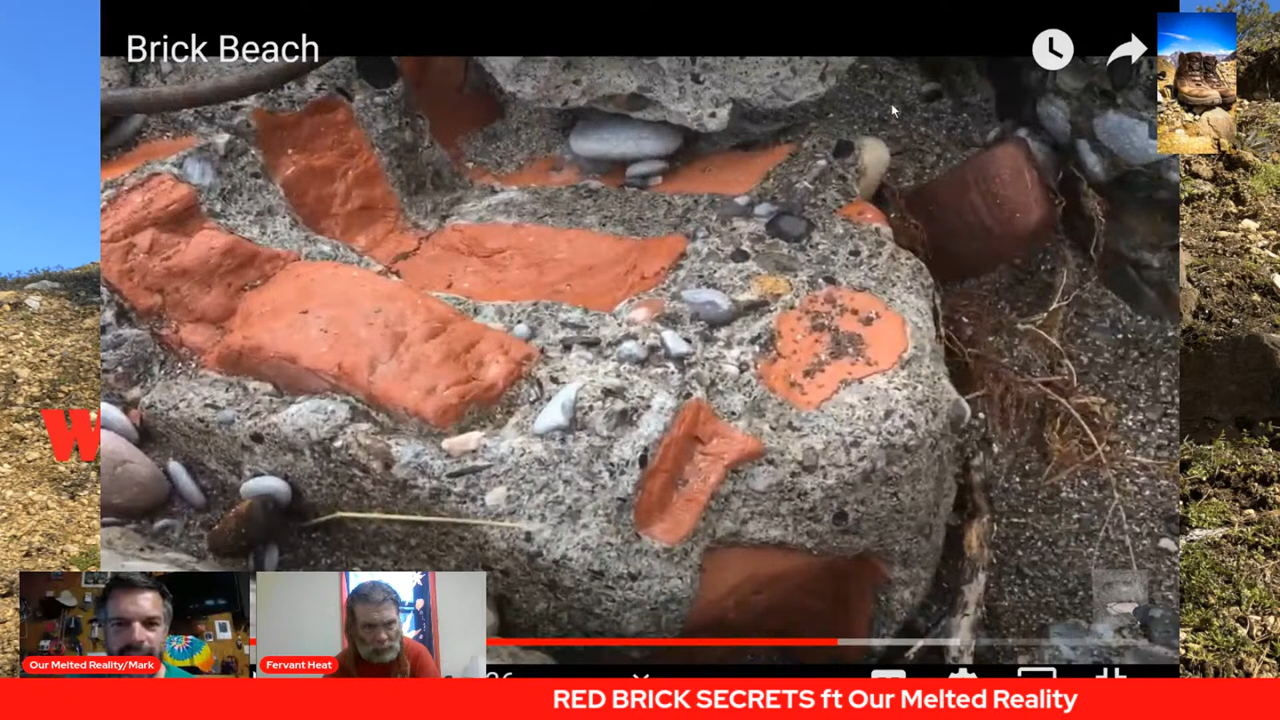 Brick Beach
W
Our Melted Reality/Mark
Fervant Heat
RED BRICK SECRETS ft Our Melted Reality